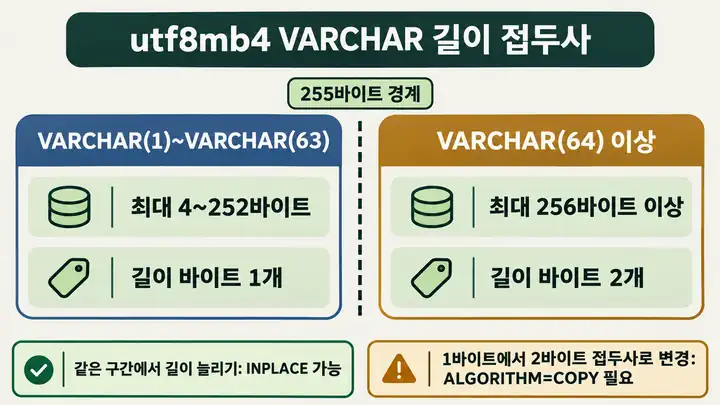 utf8mb4 VARCHAR 길이 접두사
255바이트 경계
VARCHAR(1)~VARCHAR(63)
최대 4~252바이트
길이 바이트 1개
VARCHAR(64) 이상
최대 256바이트 이상
길이 바이트 2개
같은 구간에서 길이 늘리기: INPLACE 가능
1바이트에서 2바이트 접두사로 변경:
ALGORITHM=COPY 필요